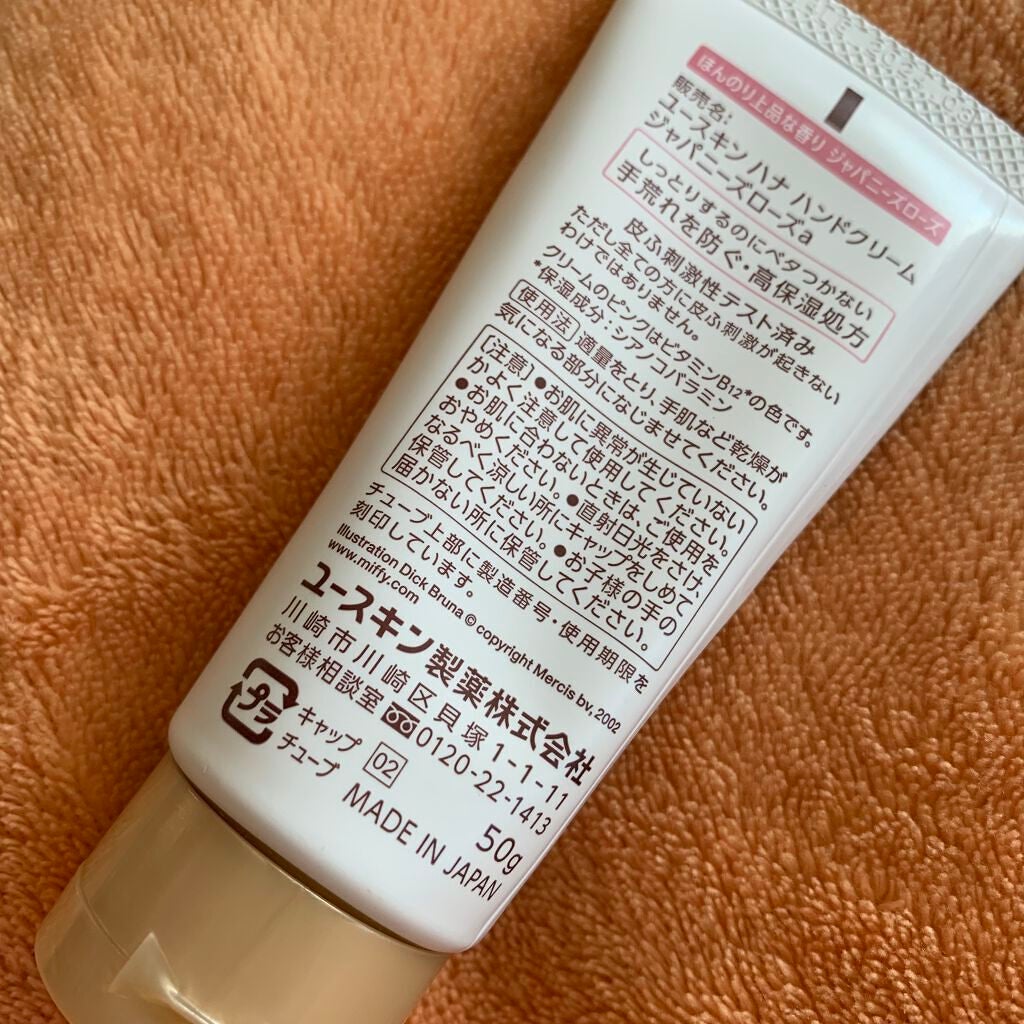 ほんのり上品な香り ジャパニーズローズ
販売名:
ユースキン ハナ ハンドクリーム
ジャパニーズローズa
しっとりするのにベタつかない
手荒れを防ぐ・高保湿処方
皮ふ刺激性テスト済み
ただし全ての方に皮ふ刺激が起きない
わけではありません。
クリームのピンクはビタミンB12*の色です。
*保湿成分:シアノコバラミン
使用法 適量をとり、手肌など乾燥が
気になる部分になじませてください。
【注意】●お肌に異常が生じていない
かよく注意して使用してください。
●お肌に合わないときは、ご使用を
おやめください。●直射日光をさけ、
なるべく涼しい所にキャップをしめて
保管してください。●お子様の手の
届かない所に保管してください。
チューブ上部に製造番号・使用期限を
刻印しています。
Illustration Dick Bruna © copyright Mercis bv, 2002
www.miffy.com
ユースキン製薬株式会社
川崎市川崎区貝塚1-1-11
お客様相談室 0120-22-1413
プラ
キャップ
チューブ
02
50g
MADE IN JAPAN